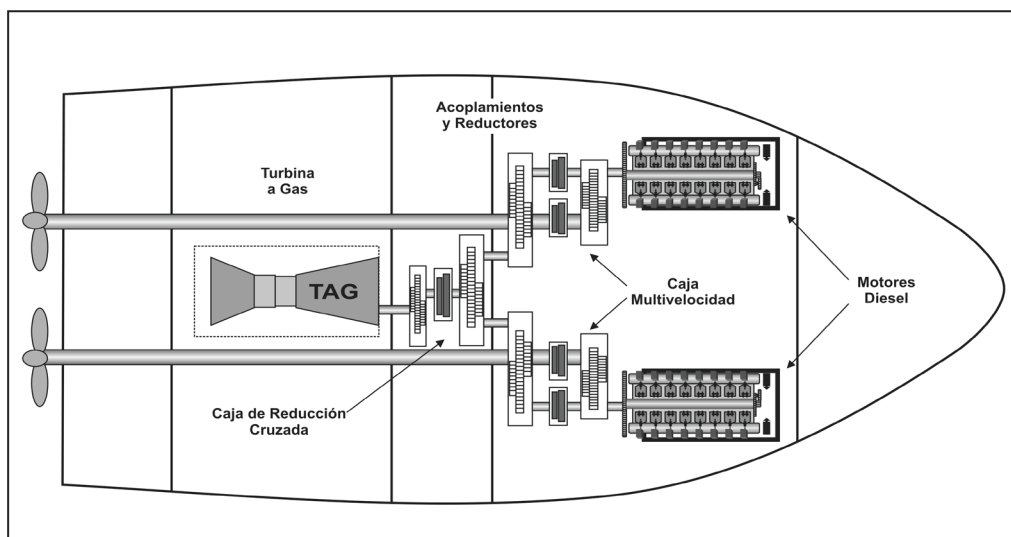 Acoplamientos
y Reductores
Turbina
a Gas
TAG
Caja
Multivelocidad
Motores
Diesel
Caja de Reducción
Cruzada